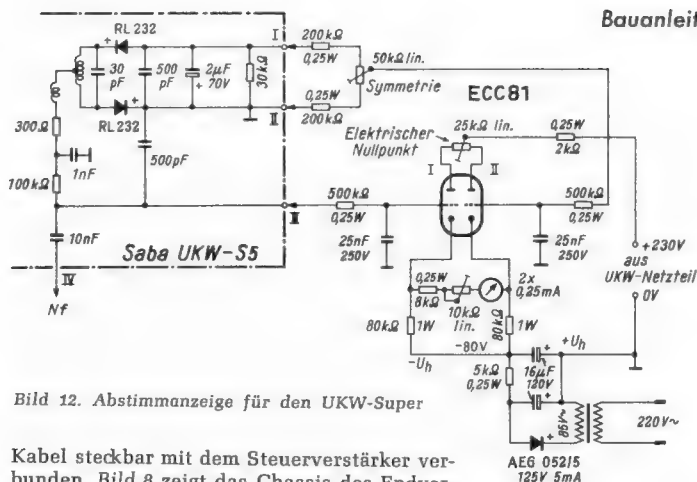 Bauanleit
RL 232
30 pF
500 pF
2µF 70V
30kΩ
RL 232
300Ω
1nF
500pF
100kΩ
10nF
Saba UKW-S5
IV
Nf
I
200kΩ
0,25W
50kΩ lin.
Symmetrie
0,25W
II
200kΩ
ECC81
Elektrischer Nullpunkt
25kΩ lin.
I
II
0,25W
2kΩ
500kΩ
0,25W
500kΩ
0,25W
25nF
250V
25nF
250V
+230V
aus
UKW-Netzteil
0V
0,25W
8kΩ
10kΩ
lin.
2x
0,25mA
80kΩ
1W
80kΩ
1W
-80V
-Uh
+Uh
5kΩ
0,25W
16µF
120V
85V~
220V~
AEG 052/5
125V 5mA
Bild 12. Abstimmanzeige für den UKW-Super
Kabel steckbar mit dem Steuerverstärker ver-
bunden. Bild 8 zeigt das Chassis des Endver-